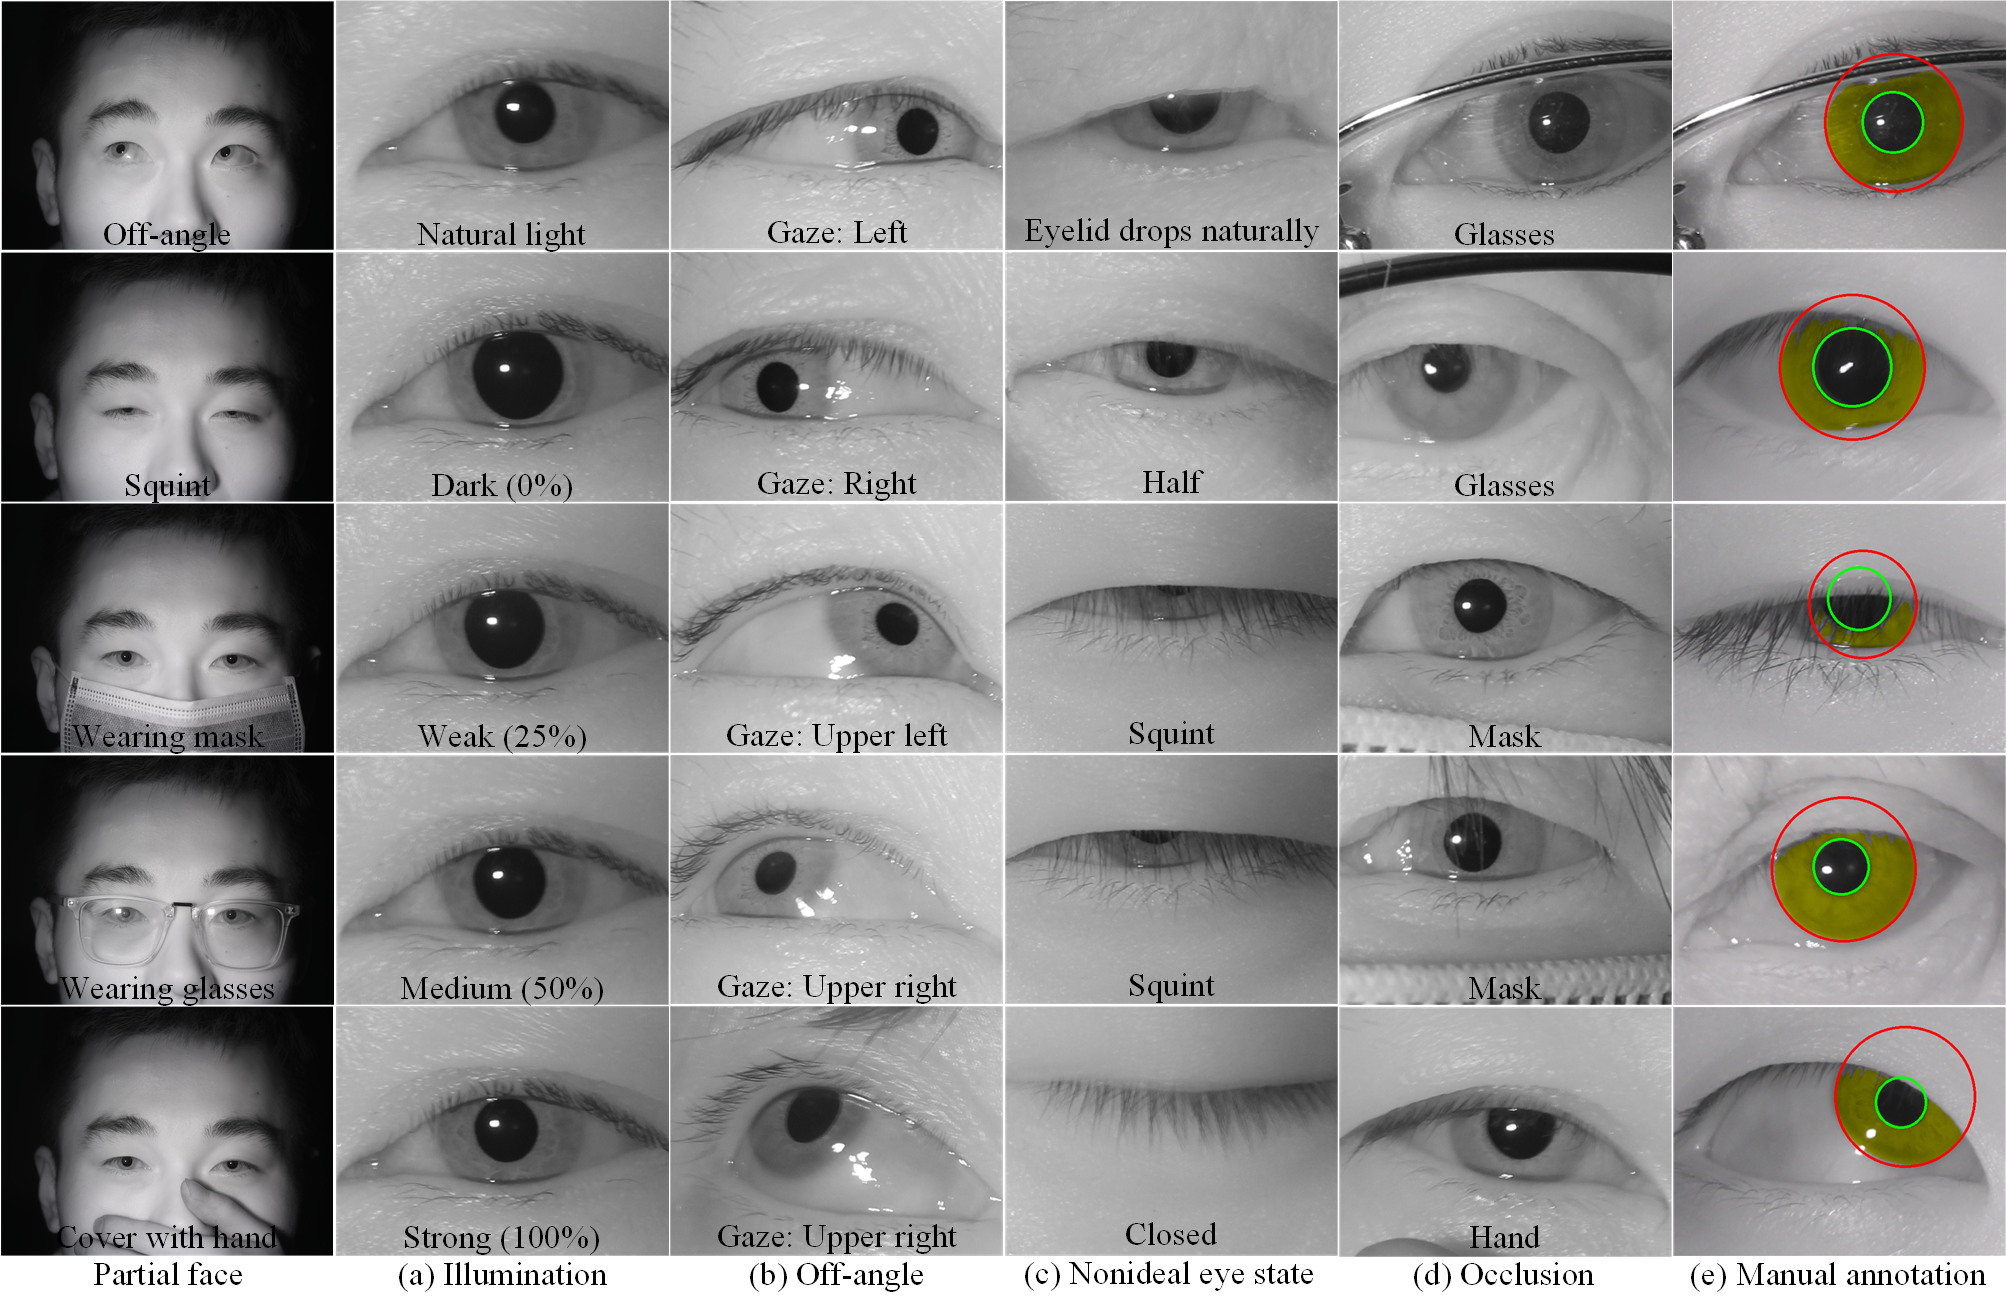 Off-angle
Natural light
Gaze: Left
Eyelid drops naturally
Glasses
Squint
Dark (0%)
Gaze: Right
Half
Glasses
Wearing mask
Weak (25%)
Gaze: Upper left
Squint
Mask
Wearing glasses
Medium (50%)
Gaze: Upper right
Squint
Mask
Cover with hand
Strong (100%)
Gaze: Upper right
Closed
Hand
Partial face
(a) Illumination
(b) Off-angle
(c) Nonideal eye state
(d) Occlusion
(e) Manual annotation